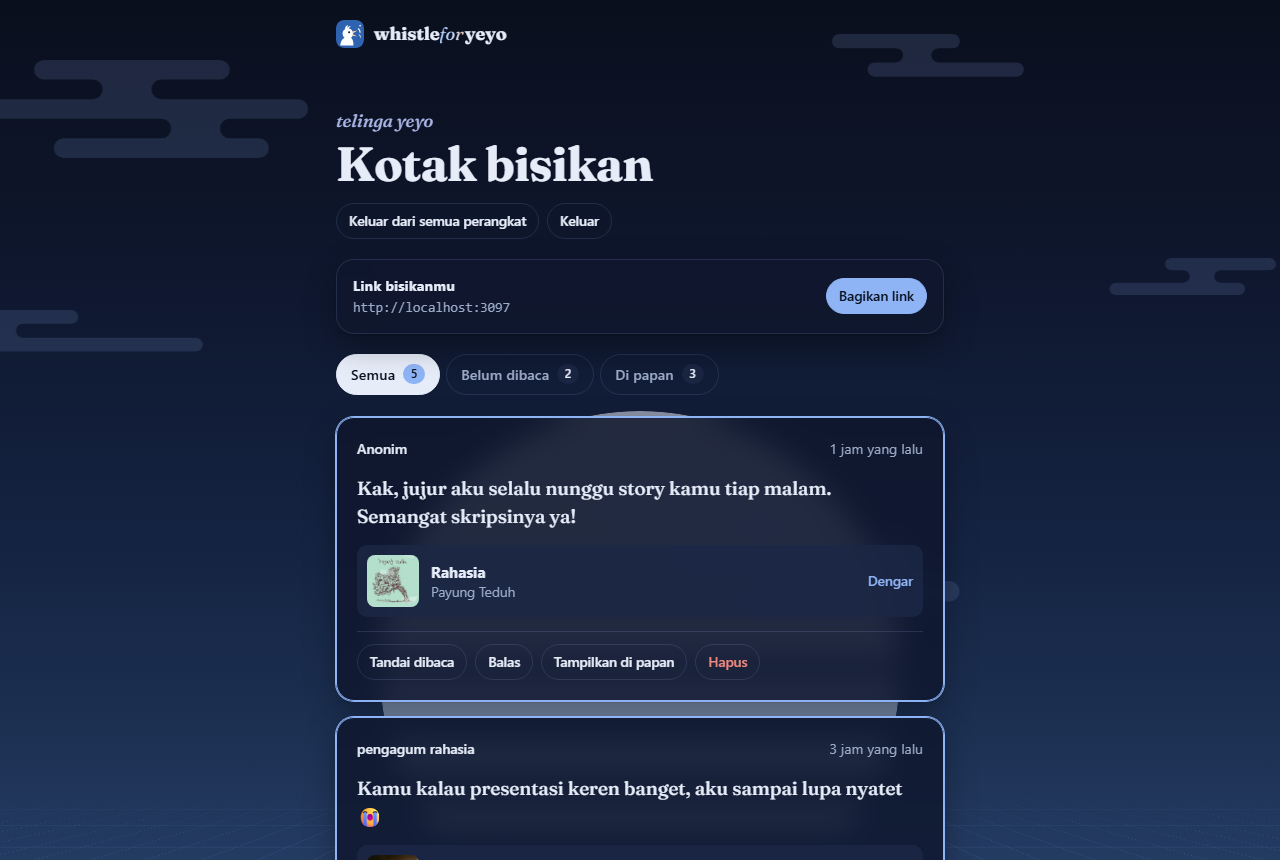 whistleforyeyo
telinga yeyo
Kotak bisikan
Keluar dari semua perangkat
Keluar
Link bisikanmu
http://localhost:3097
Bagikan link
Semua 5
Belum dibaca 2
Di papan 3
Anonim
1 jam yang lalu
Kak, jujur aku selalu nunggu story kamu tiap malam.
Semangat skripsinya ya!
Rahasia
Payung Teduh
Dengar
Tandai dibaca
Balas
Tampilkan di papan
Hapus
pengagum rahasia
3 jam yang lalu
Kamu kalau presentasi keren banget, aku sampai lupa nyatet
😭